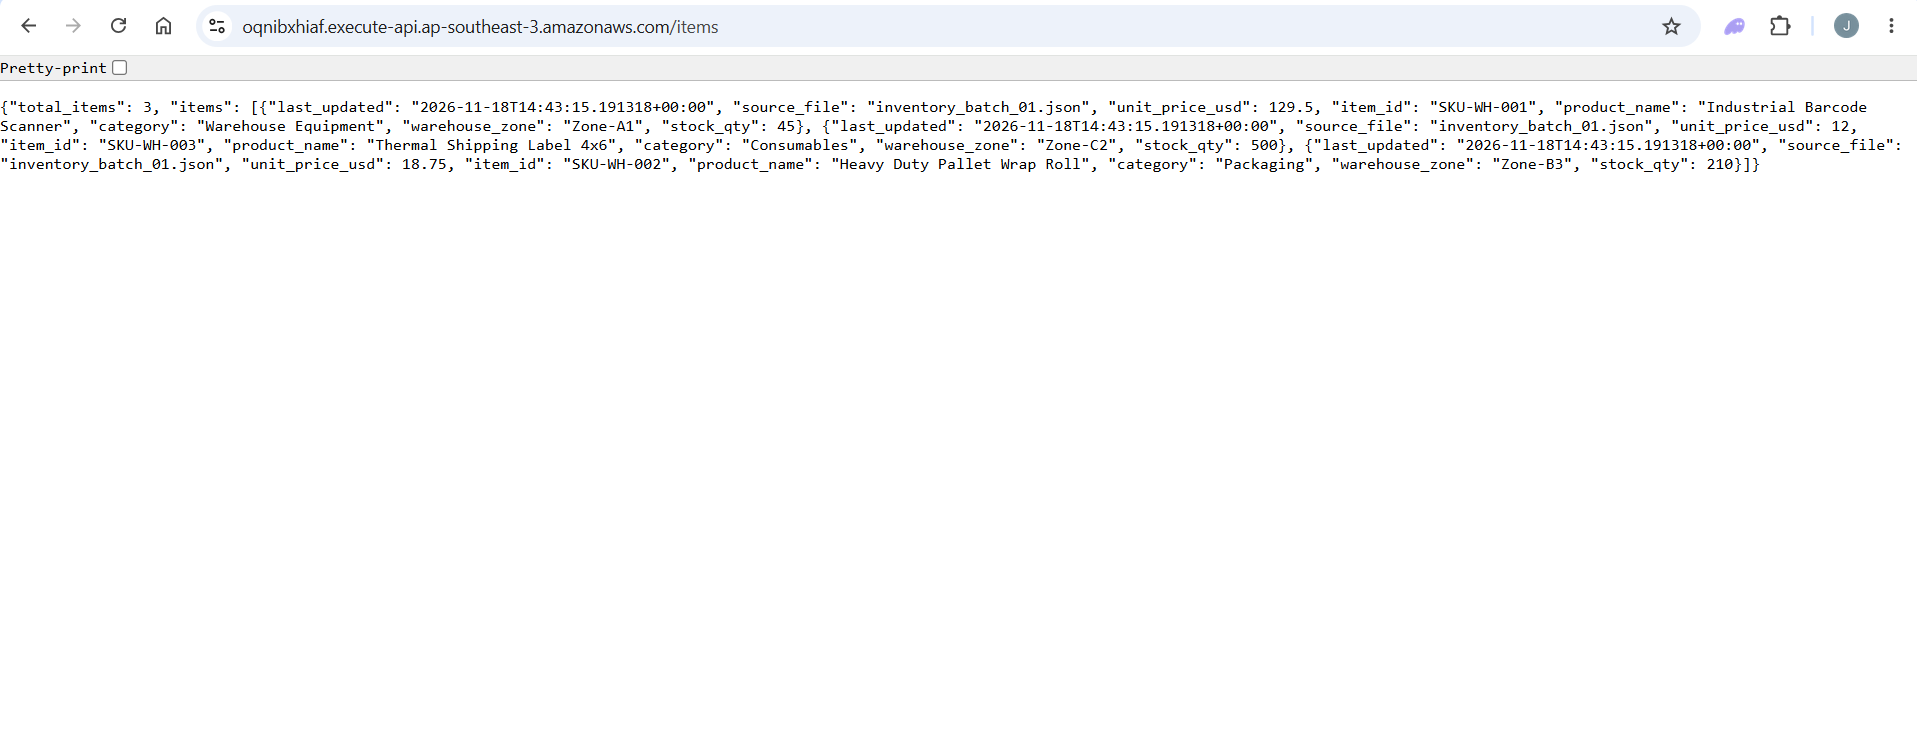 oqnibxhiaf.execute-api.ap-southeast-3.amazonaws.com/items
J
Pretty-print
{"total_items": 3, "items": [{"last_updated": "2026-11-18T14:43:15.191318+00:00", "source_file": "inventory_batch_01.json", "unit_price_usd": 129.5, "item_id": "SKU-WH-001", "product_name": "Industrial Barcode
Scanner", "category": "Warehouse Equipment", "warehouse_zone": "Zone-A1", "stock_qty": 45}, {"last_updated": "2026-11-18T14:43:15.191318+00:00", "source_file": "inventory_batch_01.json", "unit_price_usd": 12,
"item_id": "SKU-WH-003", "product_name": "Thermal Shipping Label 4x6", "category": "Consumables", "warehouse_zone": "Zone-C2", "stock_qty": 500}, {"last_updated": "2026-11-18T14:43:15.191318+00:00", "source_file":
"inventory_batch_01.json", "unit_price_usd": 18.75, "item_id": "SKU-WH-002", "product_name": "Heavy Duty Pallet Wrap Roll", "category": "Packaging", "warehouse_zone": "Zone-B3", "stock_qty": 210}]}